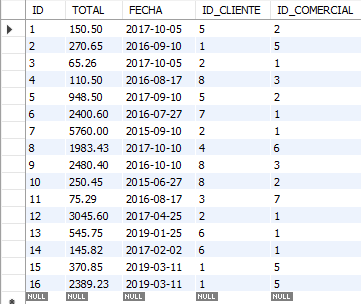 ID TOTAL FECHA ID_CLIENTE ID_COMERCIAL
1 150.50 2017-10-05 5 2
2 270.65 2016-09-10 1 5
3 65.26 2017-10-05 2 1
4 110.50 2016-08-17 8 3
5 948.50 2017-09-10 5 2
6 2400.60 2016-07-27 7 1
7 5760.00 2015-09-10 2 1
8 1983.43 2017-10-10 4 6
9 2480.40 2016-10-10 8 3
10 250.45 2015-06-27 8 2
11 75.29 2016-08-17 3 7
12 3045.60 2017-04-25 2 1
13 545.75 2019-01-25 6 1
14 145.82 2017-02-02 6 1
15 370.85 2019-03-11 1 5
16 2389.23 2019-03-11 1 5
NULL NULL NULL NULL NULL